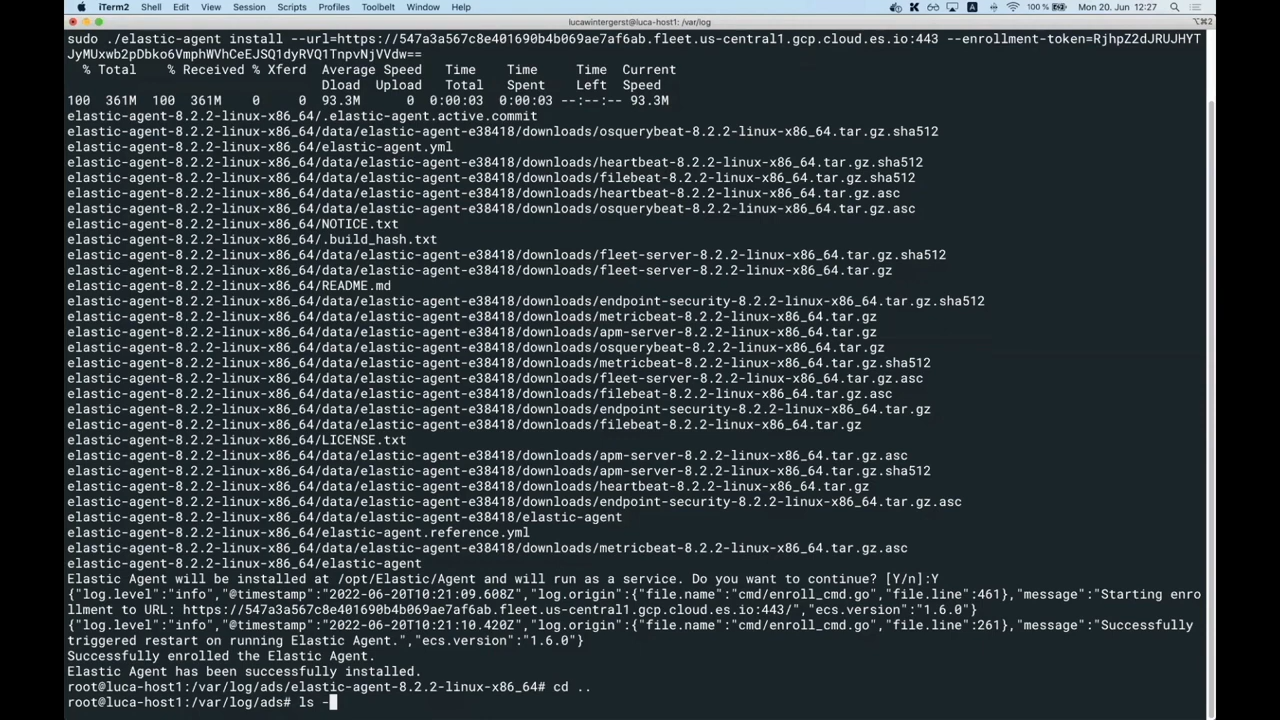 iTerm2 Shell Edit View Session Scripts Profiles Toolbelt Window Help 100 % Mon 20. Jun 12:27
lucawintergerst@luca-host1: /var/log ⌥⌘2
sudo ./elastic-agent install --url=https://547a3a567c8e401690b4b069ae7af6ab.fleet.us-central1.gcp.cloud.es.io:443 --enrollment-token=RjhpZ2dJRUJHYT
JyMUxwb2pDbko6VmphWVhCeEJSQ1dyRVQ1TnpvNjVVdw==
% Total % Received % Xferd Average Speed Time Time Time Current
Dload Upload Total Spent Left Speed
100 361M 100 361M 0 0 93.3M 0 0:00:03 0:00:03 --:--:-- 93.3M
elastic-agent-8.2.2-linux-x86_64/.elastic-agent.active.commit
elastic-agent-8.2.2-linux-x86_64/data/elastic-agent-e38418/downloads/osquerybeat-8.2.2-linux-x86_64.tar.gz.sha512
elastic-agent-8.2.2-linux-x86_64/elastic-agent.yml
elastic-agent-8.2.2-linux-x86_64/data/elastic-agent-e38418/downloads/heartbeat-8.2.2-linux-x86_64.tar.gz.sha512
elastic-agent-8.2.2-linux-x86_64/data/elastic-agent-e38418/downloads/filebeat-8.2.2-linux-x86_64.tar.gz.sha512
elastic-agent-8.2.2-linux-x86_64/data/elastic-agent-e38418/downloads/heartbeat-8.2.2-linux-x86_64.tar.gz.asc
elastic-agent-8.2.2-linux-x86_64/data/elastic-agent-e38418/downloads/osquerybeat-8.2.2-linux-x86_64.tar.gz.asc
elastic-agent-8.2.2-linux-x86_64/NOTICE.txt
elastic-agent-8.2.2-linux-x86_64/.build_hash.txt
elastic-agent-8.2.2-linux-x86_64/data/elastic-agent-e38418/downloads/fleet-server-8.2.2-linux-x86_64.tar.gz.sha512
elastic-agent-8.2.2-linux-x86_64/data/elastic-agent-e38418/downloads/fleet-server-8.2.2-linux-x86_64.tar.gz
elastic-agent-8.2.2-linux-x86_64/README.md
elastic-agent-8.2.2-linux-x86_64/data/elastic-agent-e38418/downloads/endpoint-security-8.2.2-linux-x86_64.tar.gz.sha512
elastic-agent-8.2.2-linux-x86_64/data/elastic-agent-e38418/downloads/metricbeat-8.2.2-linux-x86_64.tar.gz
elastic-agent-8.2.2-linux-x86_64/data/elastic-agent-e38418/downloads/apm-server-8.2.2-linux-x86_64.tar.gz
elastic-agent-8.2.2-linux-x86_64/data/elastic-agent-e38418/downloads/osquerybeat-8.2.2-linux-x86_64.tar.gz
elastic-agent-8.2.2-linux-x86_64/data/elastic-agent-e38418/downloads/metricbeat-8.2.2-linux-x86_64.tar.gz.sha512
elastic-agent-8.2.2-linux-x86_64/data/elastic-agent-e38418/downloads/fleet-server-8.2.2-linux-x86_64.tar.gz.asc
elastic-agent-8.2.2-linux-x86_64/data/elastic-agent-e38418/downloads/filebeat-8.2.2-linux-x86_64.tar.gz.asc
elastic-agent-8.2.2-linux-x86_64/data/elastic-agent-e38418/downloads/endpoint-security-8.2.2-linux-x86_64.tar.gz
elastic-agent-8.2.2-linux-x86_64/data/elastic-agent-e38418/downloads/filebeat-8.2.2-linux-x86_64.tar.gz
elastic-agent-8.2.2-linux-x86_64/LICENSE.txt
elastic-agent-8.2.2-linux-x86_64/data/elastic-agent-e38418/downloads/apm-server-8.2.2-linux-x86_64.tar.gz.asc
elastic-agent-8.2.2-linux-x86_64/data/elastic-agent-e38418/downloads/apm-server-8.2.2-linux-x86_64.tar.gz.sha512
elastic-agent-8.2.2-linux-x86_64/data/elastic-agent-e38418/downloads/heartbeat-8.2.2-linux-x86_64.tar.gz
elastic-agent-8.2.2-linux-x86_64/data/elastic-agent-e38418/downloads/endpoint-security-8.2.2-linux-x86_64.tar.gz.asc
elastic-agent-8.2.2-linux-x86_64/data/elastic-agent-e38418/elastic-agent
elastic-agent-8.2.2-linux-x86_64/elastic-agent.reference.yml
elastic-agent-8.2.2-linux-x86_64/data/elastic-agent-e38418/downloads/metricbeat-8.2.2-linux-x86_64.tar.gz.asc
elastic-agent-8.2.2-linux-x86_64/elastic-agent
Elastic Agent will be installed at /opt/Elastic/Agent and will run as a service. Do you want to continue? [Y/n]:Y
{"log.level":"info","@timestamp":"2022-06-20T10:21:09.608Z","log.origin":{"file.name":"cmd/enroll_cmd.go","file.line":461},"message":"Starting enro
llment to URL: https://547a3a567c8e401690b4b069ae7af6ab.fleet.us-central1.gcp.cloud.es.io:443/","ecs.version":"1.6.0"}
{"log.level":"info","@timestamp":"2022-06-20T10:21:10.420Z","log.origin":{"file.name":"cmd/enroll_cmd.go","file.line":261},"message":"Successfully
triggered restart on running Elastic Agent.","ecs.version":"1.6.0"}
Successfully enrolled the Elastic Agent.
Elastic Agent has been successfully installed.
root@luca-host1:/var/log/ads/elastic-agent-8.2.2-linux-x86_64# cd ..
root@luca-host1:/var/log/ads# ls -